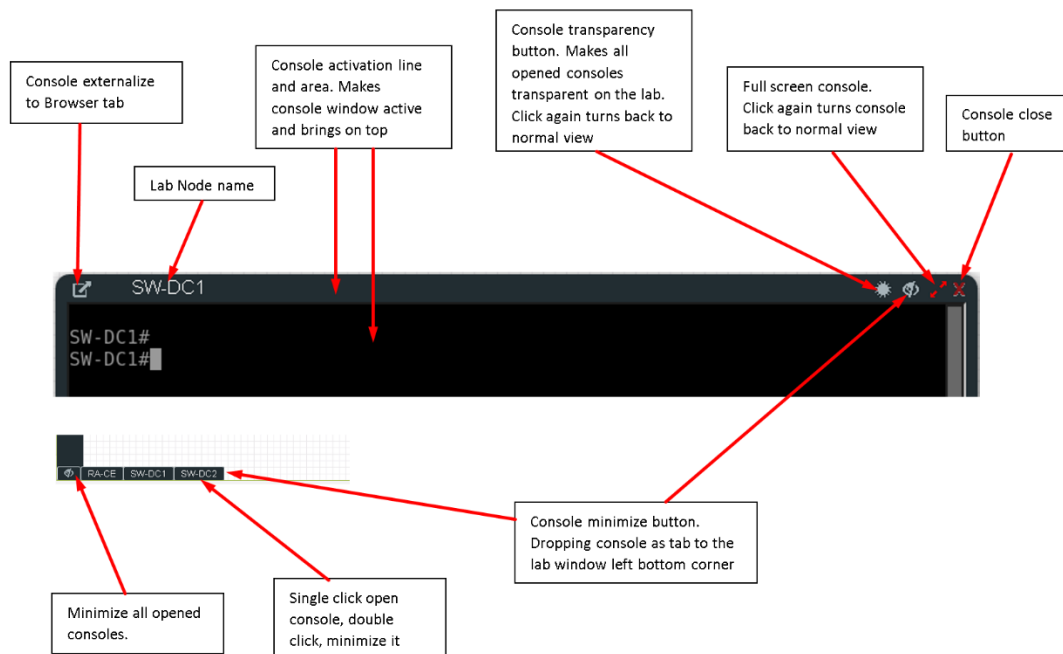 Console externalize
to Browser tab
Console activation line
and area. Makes
console window active
and brings on top
Console transparency
button. Makes all
opened consoles
transparent on the lab.
Click again turns back to
normal view
Full screen console.
Click again turns console
back to normal view
Console close
button
Lab Node name
SW-DC1
SW-DC1#
SW-DC1#
RA-CE
SW-DC1
SW-DC2
Console minimize button.
Dropping console as tab to the
lab window left bottom corner
Minimize all opened
consoles.
Single click open
console, double
click, minimize it